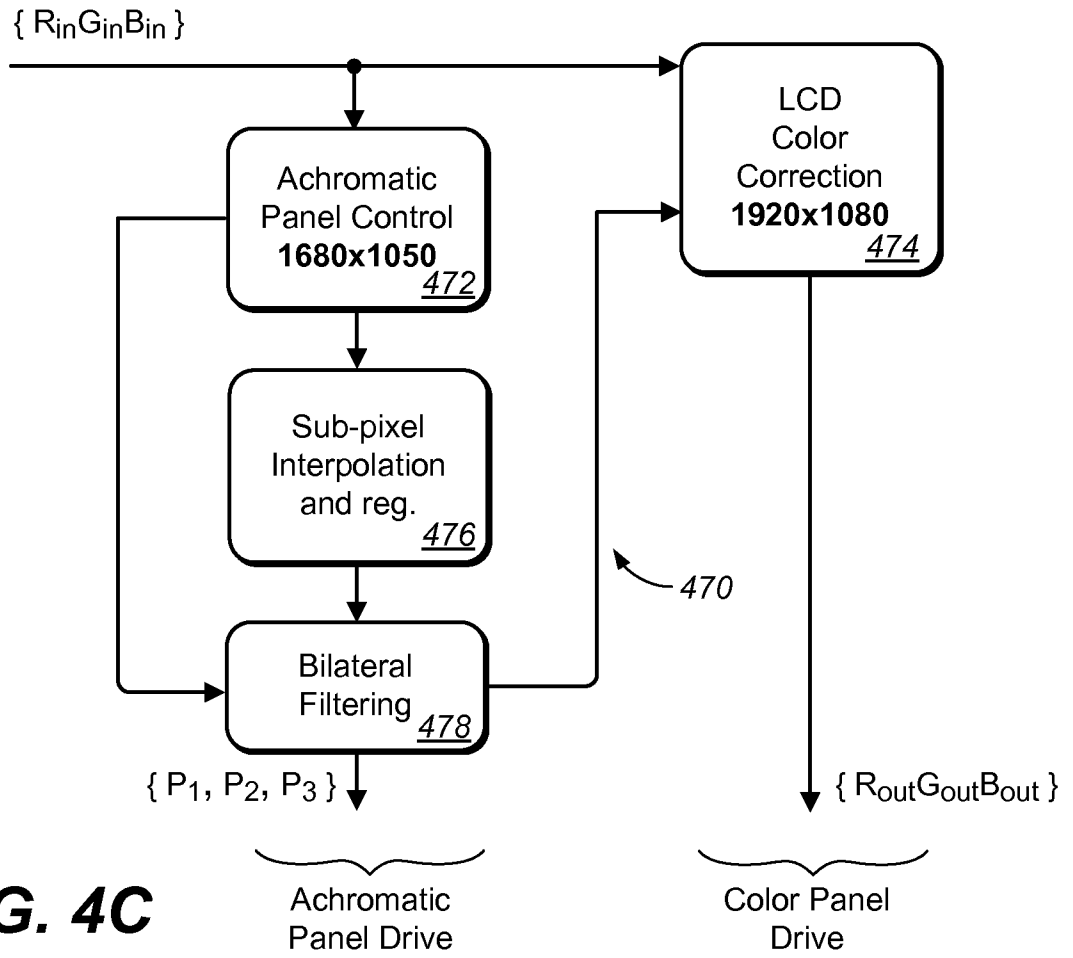 { RinGinBin }
LCD
Color
Correction
1920x1080
474
Achromatic
Panel Control
1680x1050
472
Sub-pixel
Interpolation
and reg.
476
470
Bilateral
Filtering
478
{ P1, P2, P3 }
{ RoutGoutBout }
G. 4C
Achromatic
Panel Drive
Color Panel
Drive